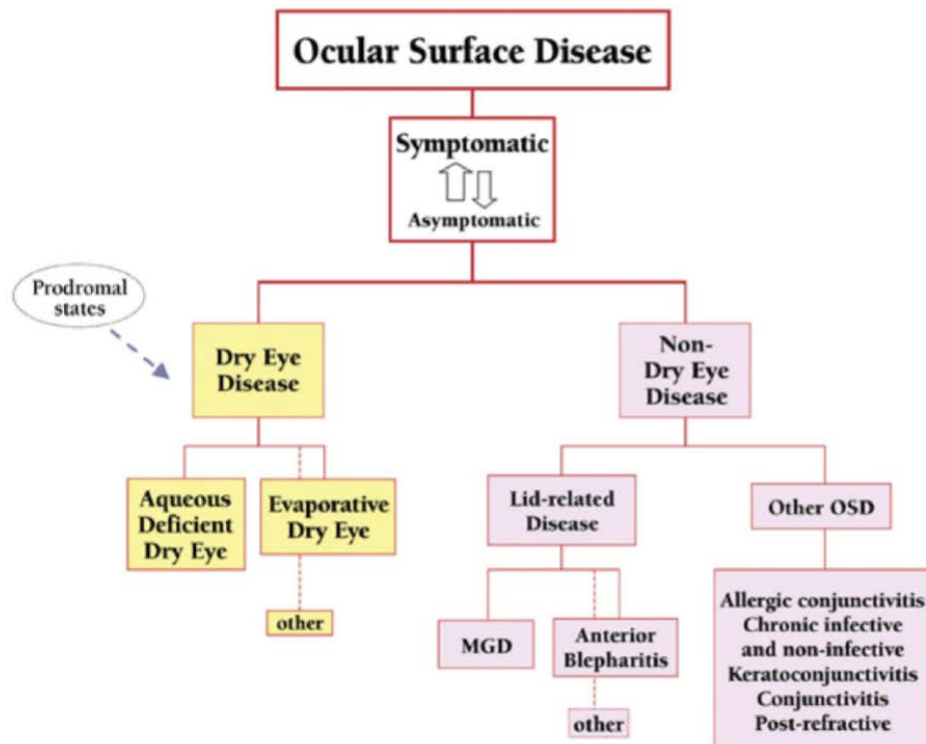 Ocular Surface Disease
Symptomatic
Asymptomatic
Prodromal
states
Dry Eye
Disease
Non-
Dry Eye
Disease
Aqueous
Deficient
Dry Eye
Evaporative
Dry Eye
other
Lid-related
Disease
Other OSD
MGD
Anterior
Blepharitis
other
Allergic conjunctivitis
Chronic infective
and non-infective
Keratoconjunctivitis
Conjunctivitis
Post-refractive